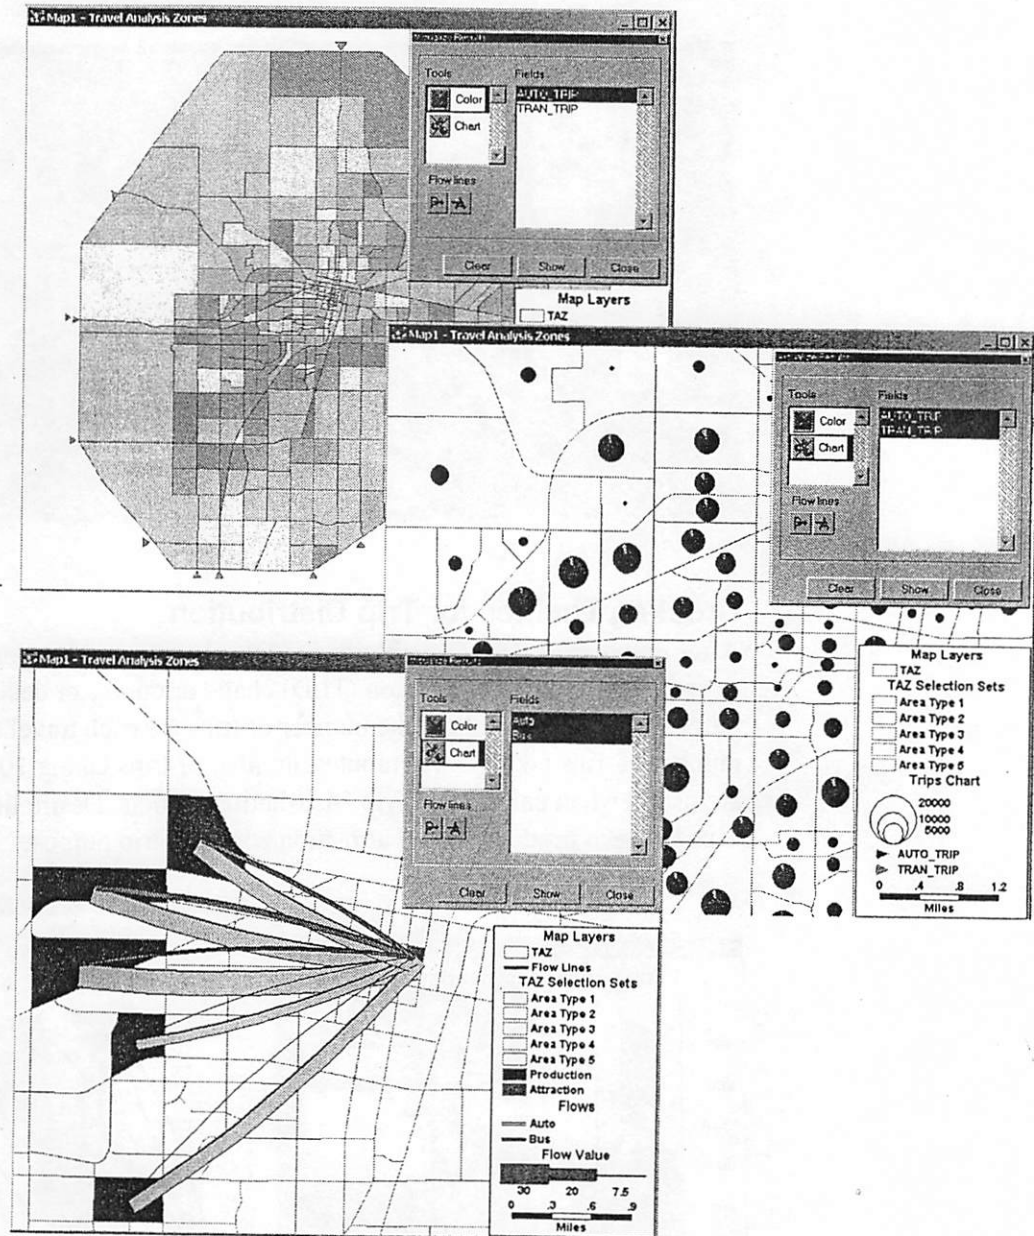 Map1 - Travel Analysis Zones
Visualize Results
Tools
Fields
Color
Chart
AUTO_TRIP
TRAN_TRIP
Flow lines
P→ →A
Clear
Show
Close
Map Layers
TAZ
Map1 - Travel Analysis Zones
Tools
Fields
Color
Chart
AUTO_TRIP
TRAN_TRIP
Flow lines
P→ →A
Clear
Show
Close
Map Layers
TAZ
TAZ Selection Sets
Area Type 1
Area Type 2
Area Type 3
Area Type 4
Area Type 5
Trips Chart
20000
10000
5000
AUTO_TRIP
TRAN_TRIP
0 .4 .8 1.2
Miles
Map1 - Travel Analysis Zones
Visualize Results
Tools
Fields
Color
Chart
Auto
Bus
Flow lines
P→ →A
Clear
Show
Close
Map Layers
TAZ
Flow Lines
TAZ Selection Sets
Area Type 1
Area Type 2
Area Type 3
Area Type 4
Area Type 5
Production
Attraction
Flows
Auto
Bus
Flow Value
30 20 7.5
0 .3 .6 .9
Miles
Trip Distribution